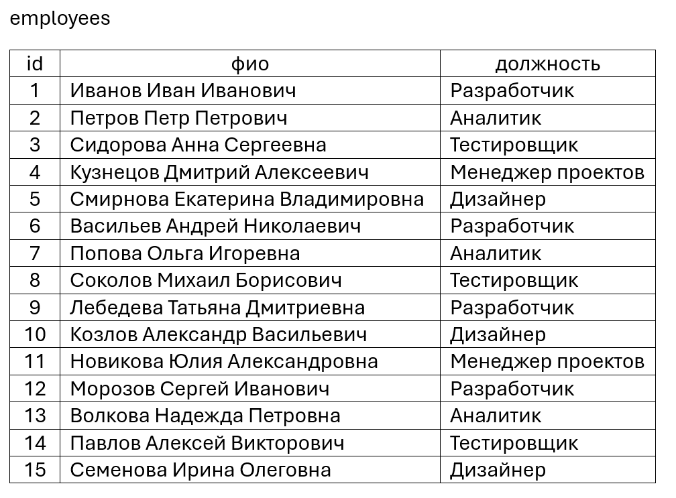 employees
id фио должность
1 Иванов Иван Иванович Разработчик
2 Петров Петр Петрович Аналитик
3 Сидорова Анна Сергеевна Тестировщик
4 Кузнецов Дмитрий Алексеевич Менеджер проектов
5 Смирнова Екатерина Владимировна Дизайнер
6 Васильев Андрей Николаевич Разработчик
7 Попова Ольга Игоревна Аналитик
8 Соколов Михаил Борисович Тестировщик
9 Лебедева Татьяна Дмитриевна Разработчик
10 Козлов Александр Васильевич Дизайнер
11 Новикова Юлия Александровна Менеджер проектов
12 Морозов Сергей Иванович Разработчик
13 Волкова Надежда Петровна Аналитик
14 Павлов Алексей Викторович Тестировщик
15 Семенова Ирина Олеговна Дизайнер